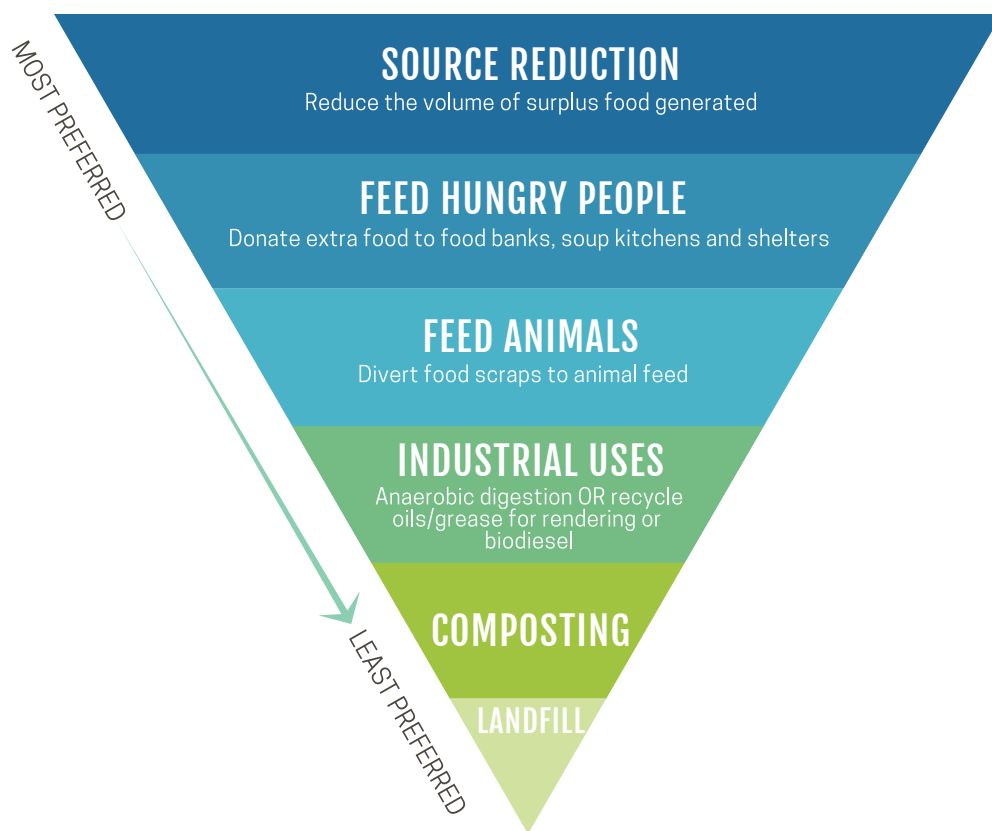 MOST PREFERRED
SOURCE REDUCTION
Reduce the volume of surplus food generated
FEED HUNGRY PEOPLE
Donate extra food to food banks, soup kitchens and shelters
FEED ANIMALS
Divert food scraps to animal feed
INDUSTRIAL USES
Anaerobic digestion OR recycle
oils/grease for rendering or
biodiesel
COMPOSTING
LANDFILL
LEAST PREFERRED